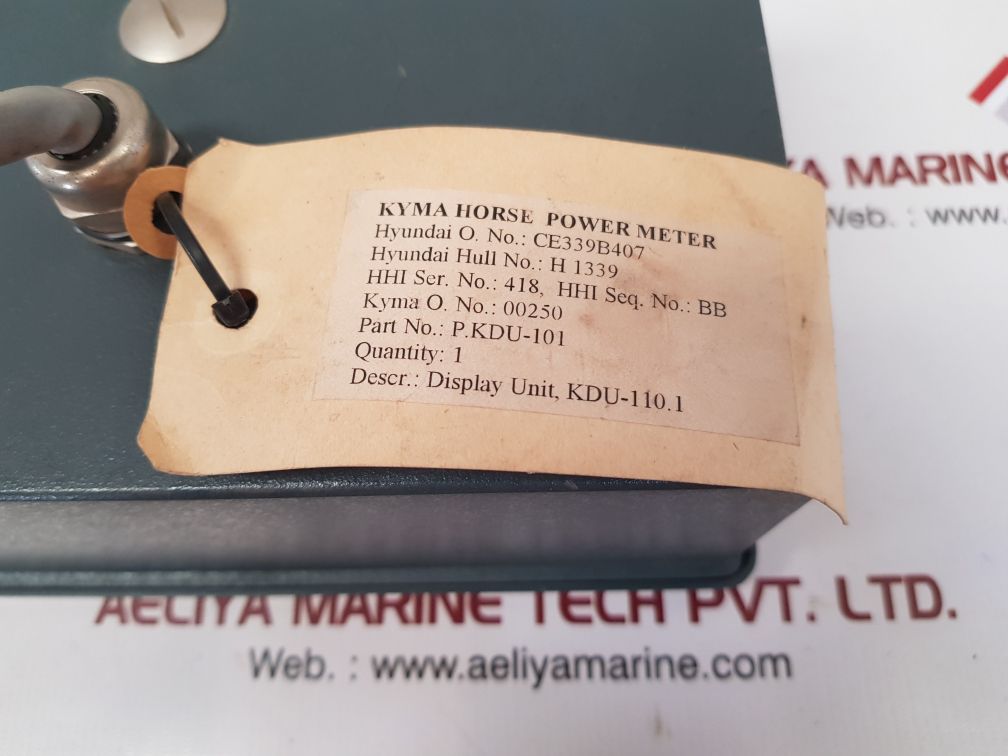 KYMA HORSE POWER METER
Hyundai O. No.: CE339B407
Hyundai Hull No.: H 1339
HHI Ser. No.: 418, HHI Seq. No.: BB
Kyma O. No.: 00250
Part No.: P.KDU-101
Quantity: 1
Descr.: Display Unit, KDU-110.1
MARINE
Web. : www.
AELIYA MARINE TECH PVT. LTD.
Web. : www.aeliyamarine.com